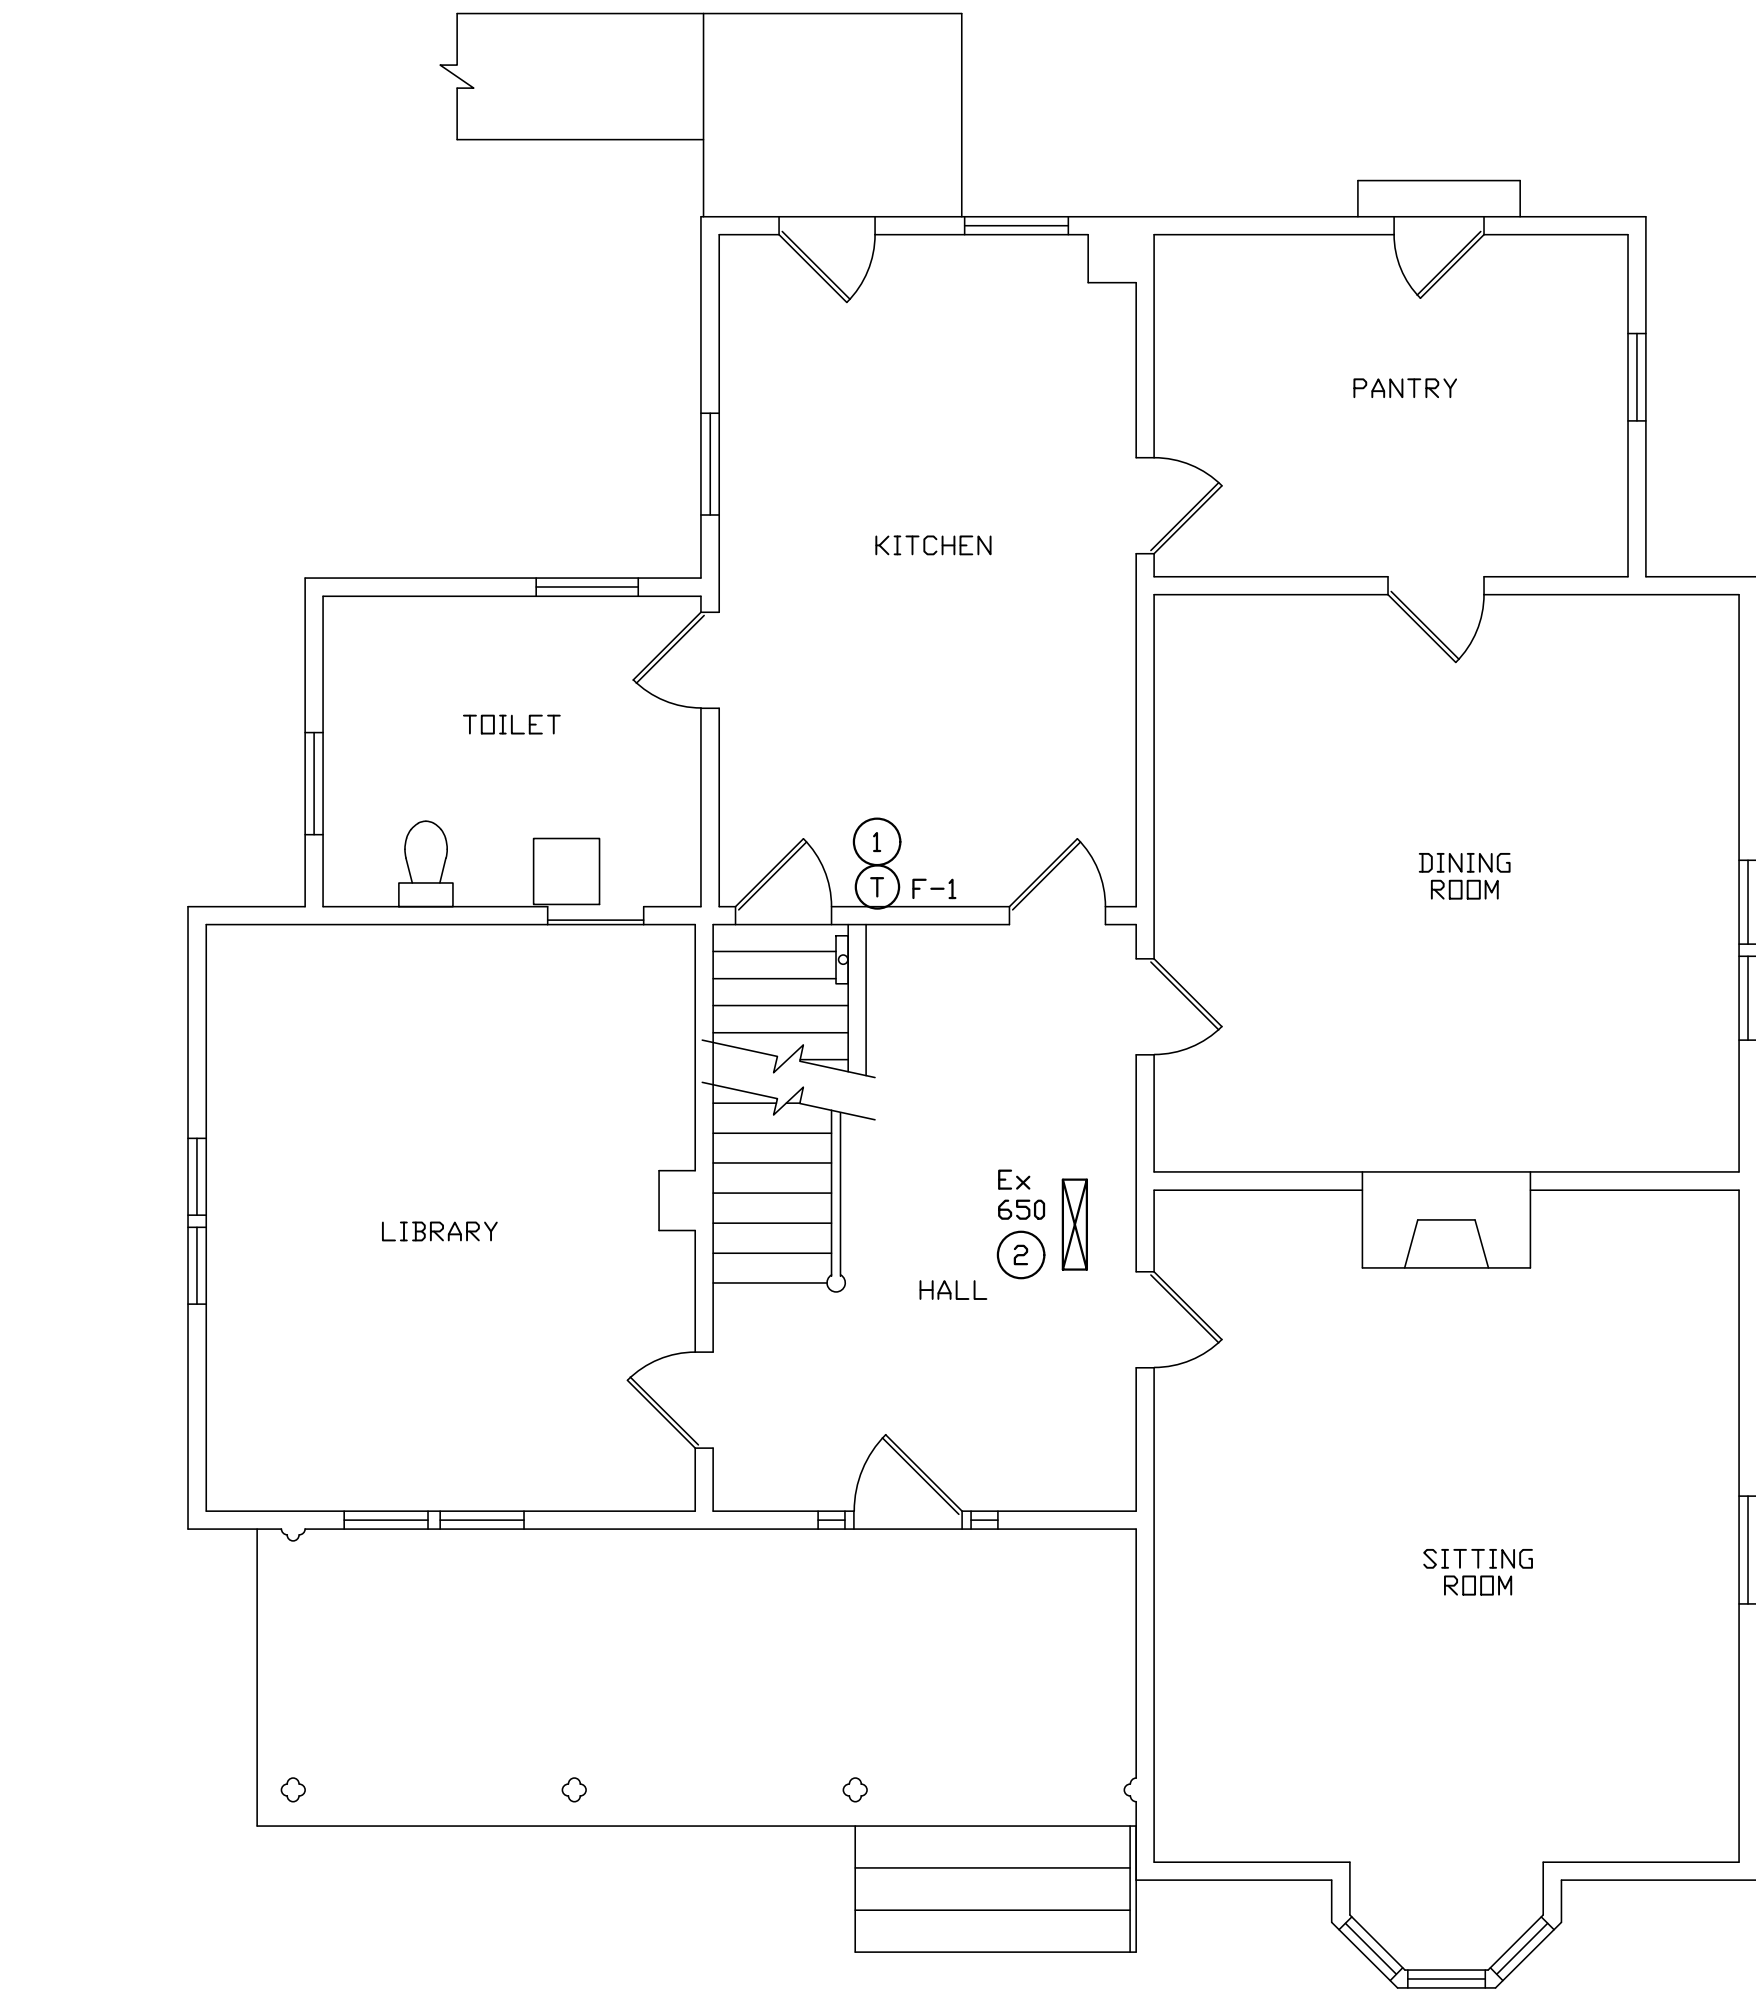 PANTRY
KITCHEN
TOILET
1
T F-1
DINING
ROOM
Ex
650
2
LIBRARY
HALL
SITTING
ROOM